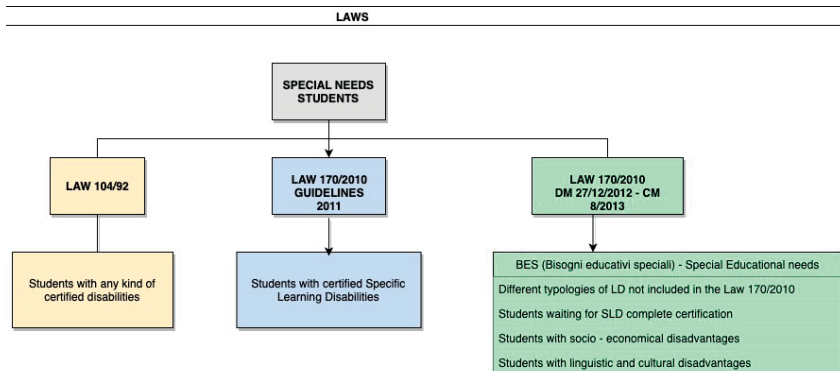 LAWS
SPECIAL NEEDS
STUDENTS
LAW 104/92
LAW 170/2010
GUIDELINES
2011
LAW 170/2010
DM 27/12/2012 - CM
8/2013
Students with any kind of
certified disabilities
Students with certified Specific
Learning Disabilities
BES (Bisogni educativi speciali) - Special Educational needs
Different typologies of LD not included in the Law 170/2010
Students waiting for SLD complete certification
Students with socio - economical disadvantages
Students with linguistic and cultural disadvantages